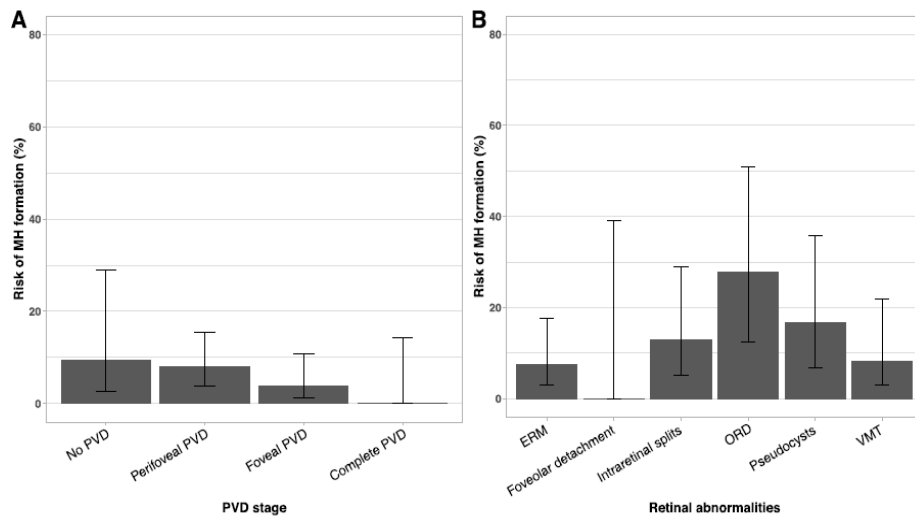 A
Risk of MH formation (%)
80
60
40
20
0
No PVD
Perifoveal PVD
Foveal PVD
Complete PVD
PVD stage
B
Risk of MH formation (%)
80
60
40
20
0
ERM
Foveolar detachment
Intraretinal splits
ORD
Pseudocysts
VMT
Retinal abnormalities